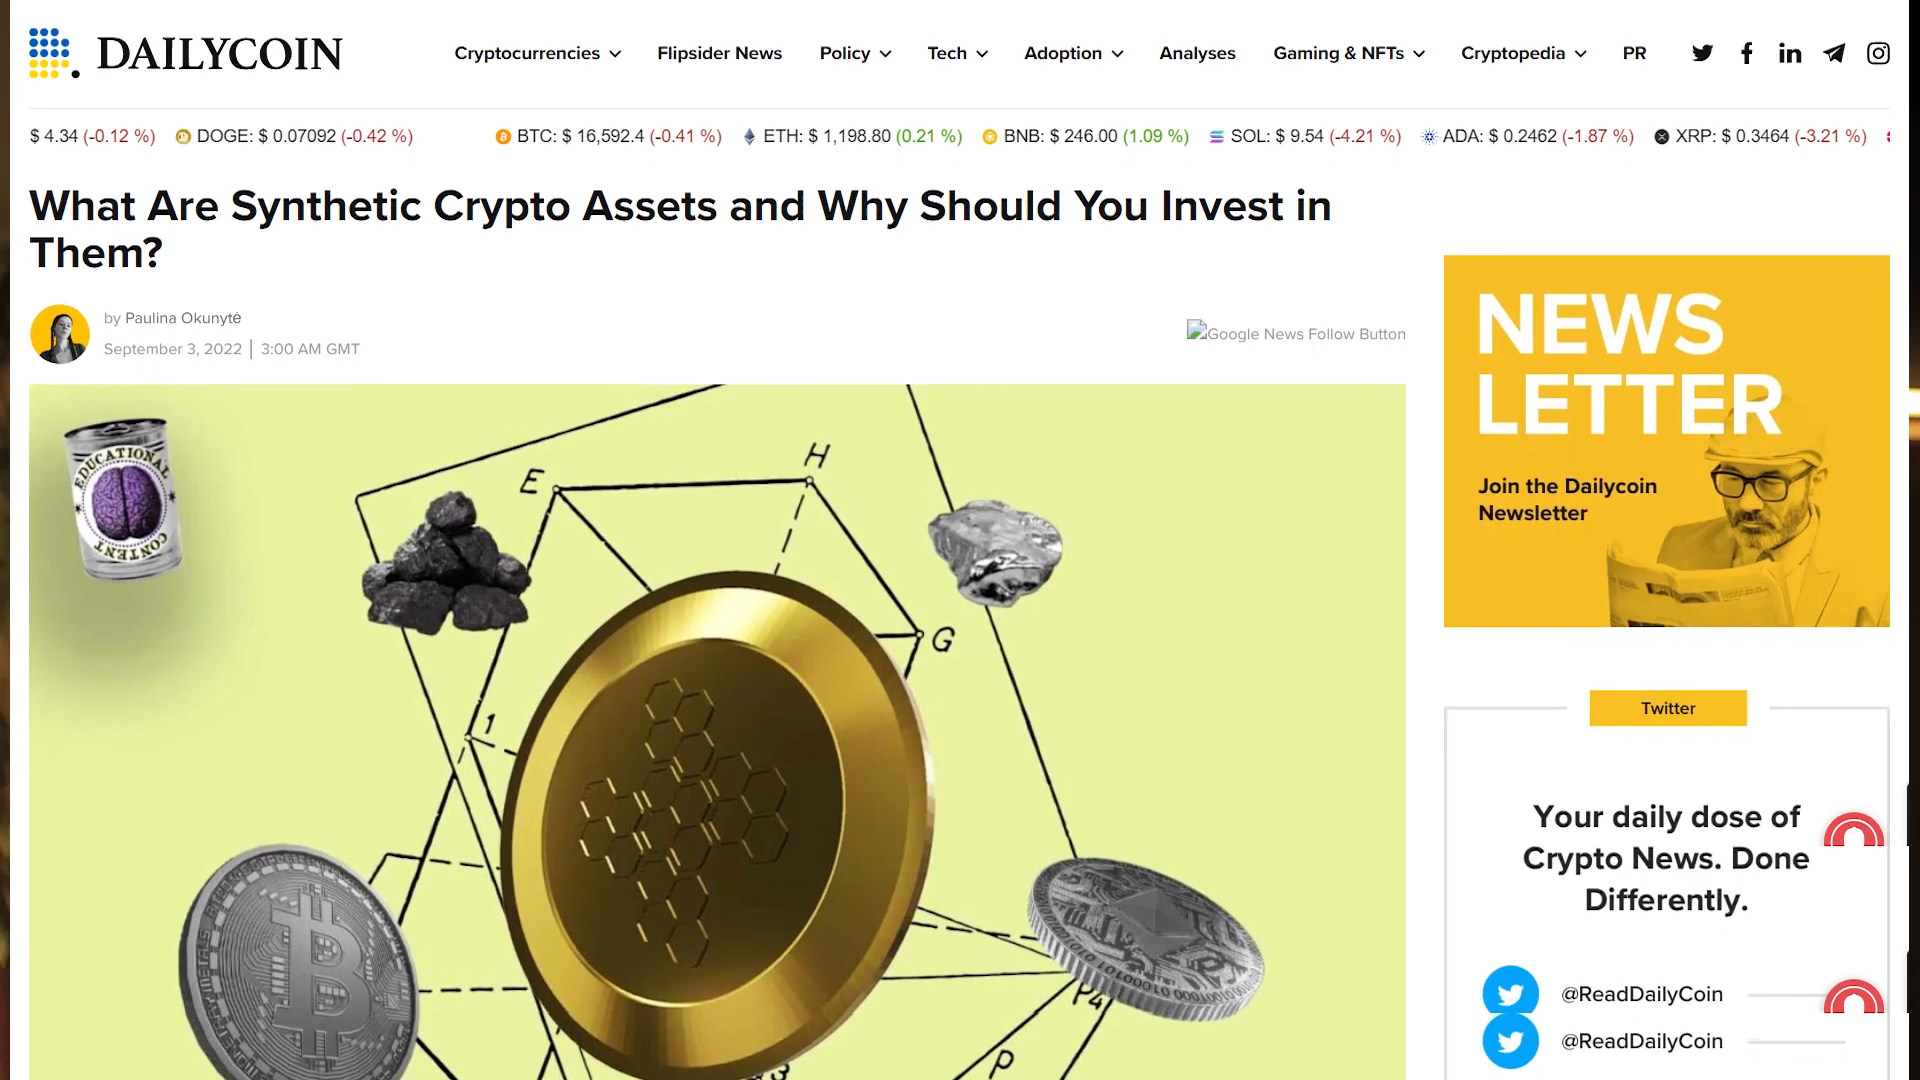 DAILYCOIN
Cryptocurrencies Flipsider News Policy Tech Adoption Analyses Gaming & NFTs Cryptopedia PR
$ 4.34 (-0.12 %) DOGE: $ 0.07092 (-0.42 %) BTC: $ 16,592.4 (-0.41 %) ETH: $ 1,198.80 (0.21 %) BNB: $ 246.00 (1.09 %) SOL: $ 9.54 (-4.21 %) ADA: $ 0.2462 (-1.87 %) XRP: $ 0.3464 (-3.21 %)
What Are Synthetic Crypto Assets and Why Should You Invest in
Them?
by Paulina Okunytė
September 3, 2022 | 3:00 AM GMT
Google News Follow Button
EDUCATIONAL
CONTENT
E
H
G
1
P4
P
3
NEWS
LETTER
Join the Dailycoin
Newsletter
Twitter
Your daily dose of
Crypto News. Done
Differently.
@ReadDailyCoin
@ReadDailyCoin